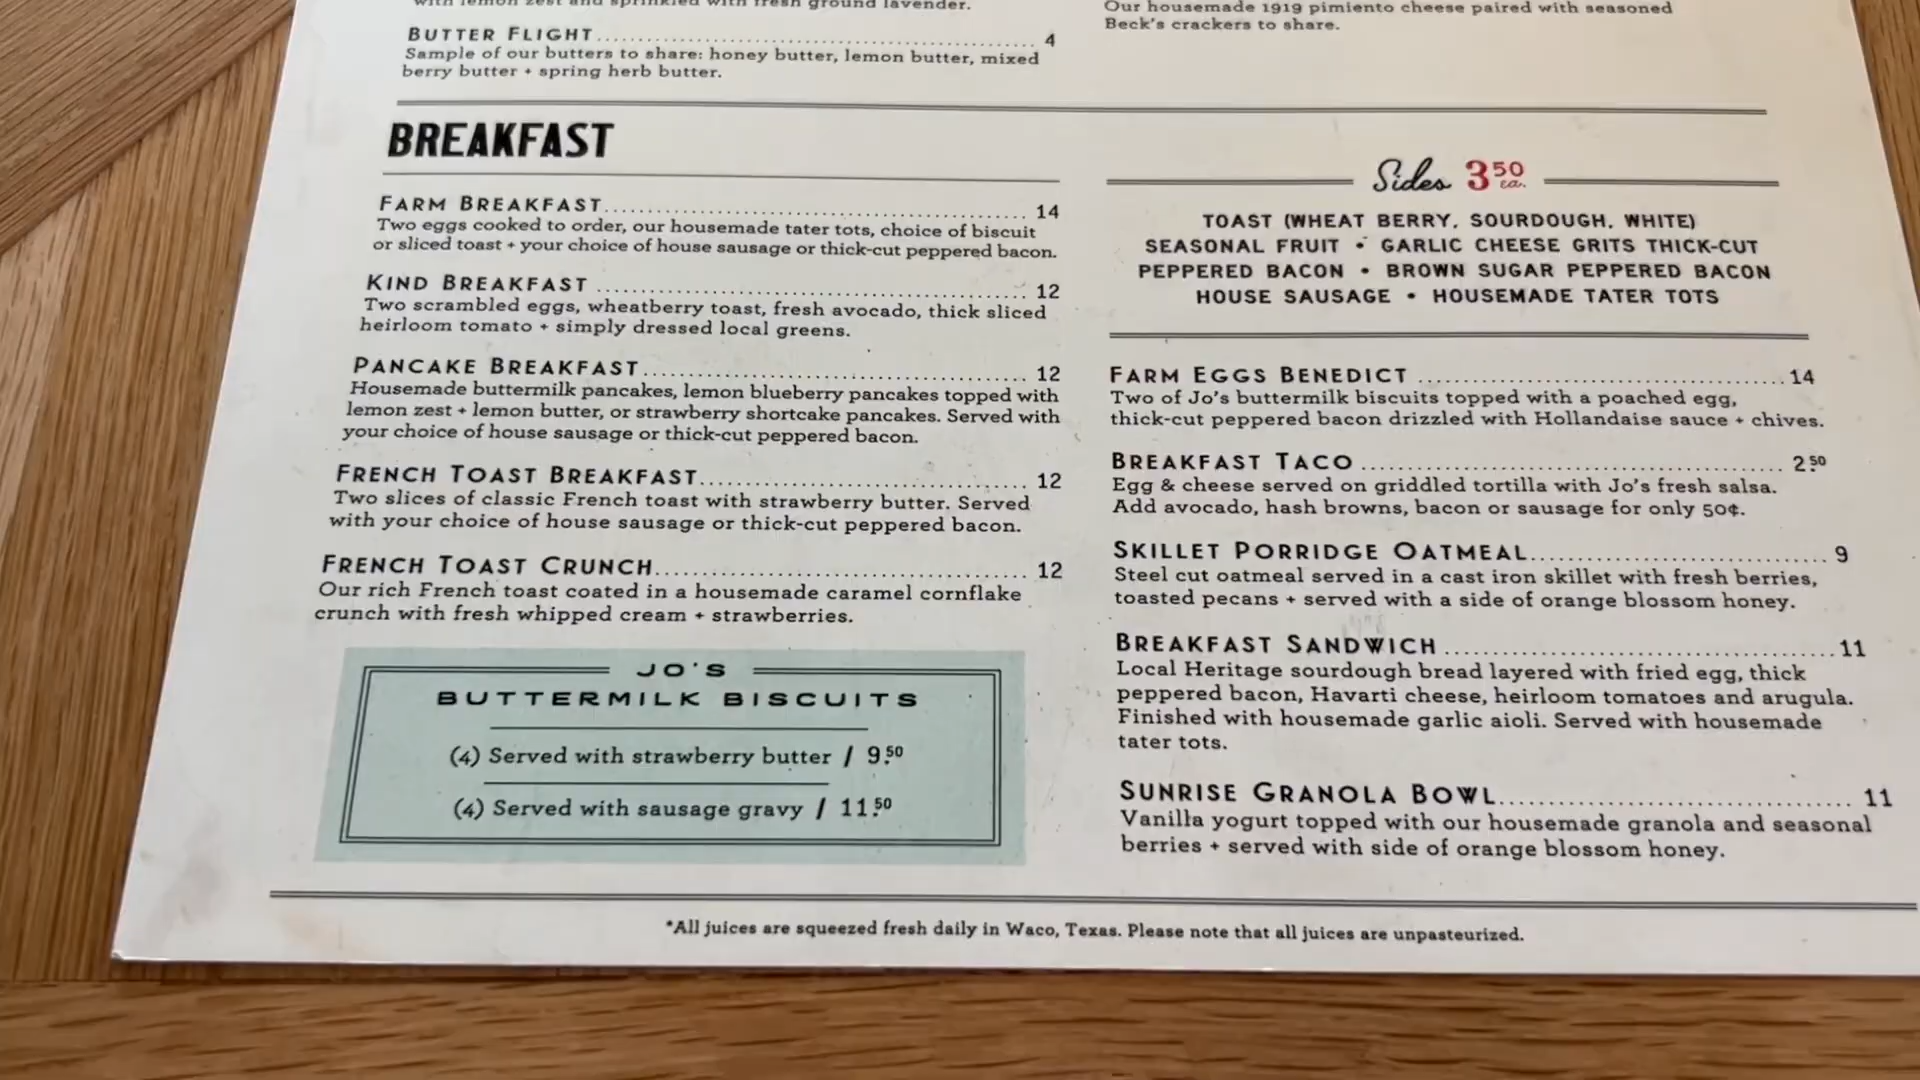 with lemon zest and sprinkled with fresh ground lavender.
BUTTER FLIGHT 4
Sample of our butters to share: honey butter, lemon butter, mixed
berry butter + spring herb butter.
Our housemade 1919 pimiento cheese paired with seasoned
Beck's crackers to share.
BREAKFAST
FARM BREAKFAST 14
Two eggs cooked to order, our housemade tater tots, choice of biscuit
or sliced toast + your choice of house sausage or thick-cut peppered bacon.
KIND BREAKFAST 12
Two scrambled eggs, wheatberry toast, fresh avocado, thick sliced
heirloom tomato + simply dressed local greens.
PANCAKE BREAKFAST 12
Housemade buttermilk pancakes, lemon blueberry pancakes topped with
lemon zest + lemon butter, or strawberry shortcake pancakes. Served with
your choice of house sausage or thick-cut peppered bacon.
FRENCH TOAST BREAKFAST 12
Two slices of classic French toast with strawberry butter. Served
with your choice of house sausage or thick-cut peppered bacon.
FRENCH TOAST CRUNCH 12
Our rich French toast coated in a housemade caramel cornflake
crunch with fresh whipped cream + strawberries.
JO'S
BUTTERMILK BISCUITS
(4) Served with strawberry butter / 9.50
(4) Served with sausage gravy / 11.50
Sides 3.50 ea.
TOAST (WHEAT BERRY, SOURDOUGH, WHITE)
SEASONAL FRUIT • GARLIC CHEESE GRITS THICK-CUT
PEPPERED BACON • BROWN SUGAR PEPPERED BACON
HOUSE SAUSAGE • HOUSEMADE TATER TOTS
FARM EGGS BENEDICT 14
Two of Jo's buttermilk biscuits topped with a poached egg,
thick-cut peppered bacon drizzled with Hollandaise sauce + chives.
BREAKFAST TACO 2.50
Egg & cheese served on griddled tortilla with Jo's fresh salsa.
Add avocado, hash browns, bacon or sausage for only 50¢.
SKILLET PORRIDGE OATMEAL 9
Steel cut oatmeal served in a cast iron skillet with fresh berries,
toasted pecans + served with a side of orange blossom honey.
BREAKFAST SANDWICH 11
Local Heritage sourdough bread layered with fried egg, thick
peppered bacon, Havarti cheese, heirloom tomatoes and arugula.
Finished with housemade garlic aioli. Served with housemade
tater tots.
SUNRISE GRANOLA BOWL 11
Vanilla yogurt topped with our housemade granola and seasonal
berries + served with side of orange blossom honey.
*All juices are squeezed fresh daily in Waco, Texas. Please note that all juices are unpasteurized.